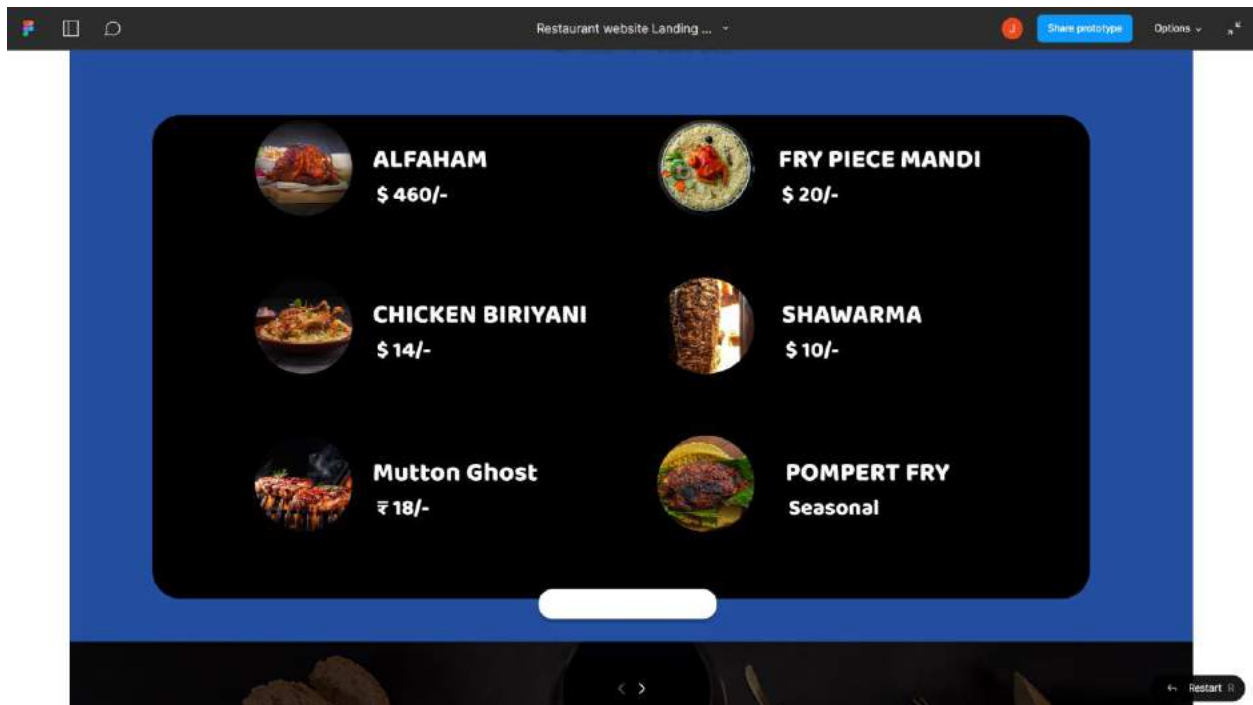 Restaurant website Landing ...
J
Share prototype
Options
ALFAHAM
$ 460/-
FRY PIECE MANDI
$ 20/-
CHICKEN BIRIYANI
$ 14/-
SHAWARMA
$ 10/-
Mutton Ghost
₹ 18/-
POMPERT FRY
Seasonal
Restart R